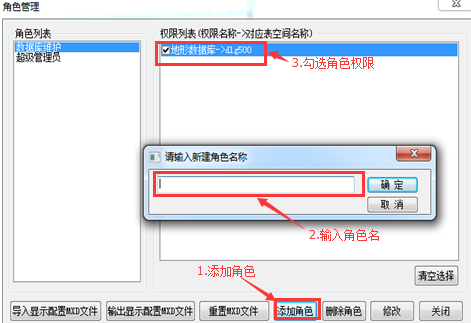 角色管理
角色列表
权限列表(权限名称->对应表空间名称)
数据库维护
超级管理员
地形数据库->dlg500
3.勾选角色权限
请输入新建角色名称
确 定
取 消
2.输入角色名
1.添加角色
清空选择
导入显示配置MXD文件
输出显示配置MXD文件
重置MXD文件
添加角色
删除角色
修改
关闭